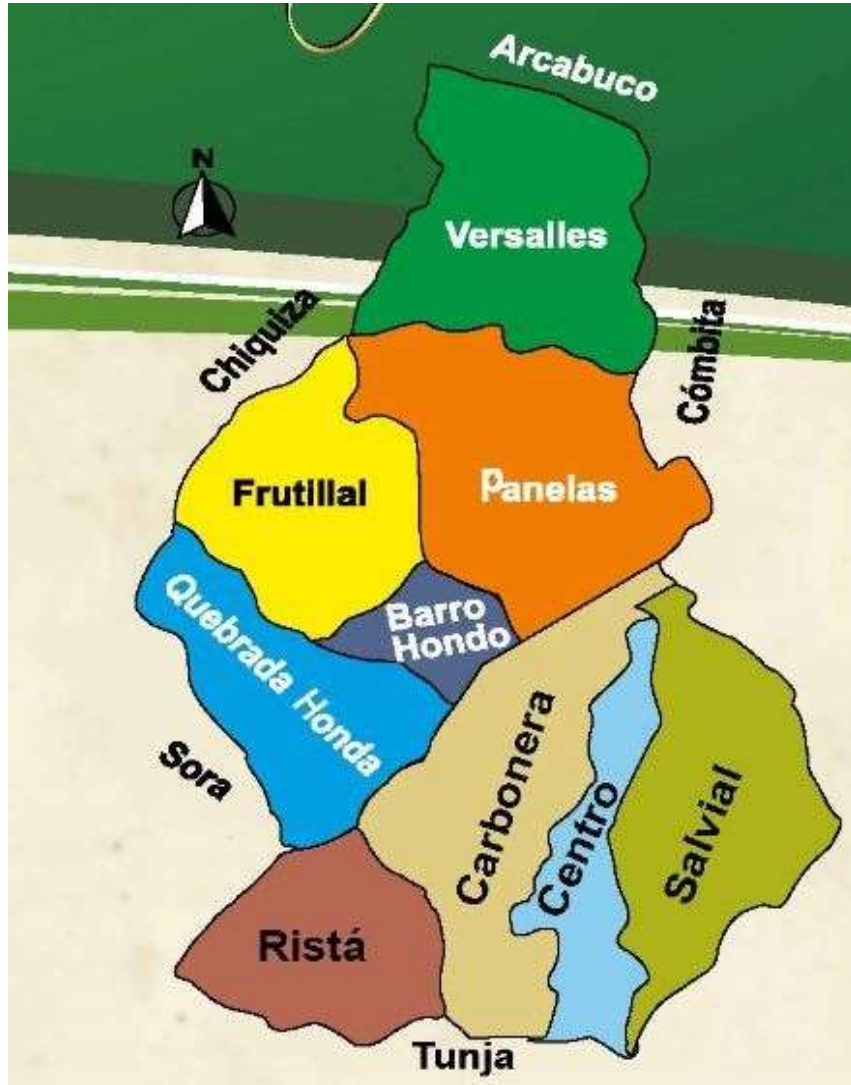 Arcabuco
N
Versalles
Chiquiza
Cómbita
Frutillal
Panelas
Quebrada Honda
Barro
Hondo
Sora
Carbonera
Centro
Salvial
Ristá
Tunja